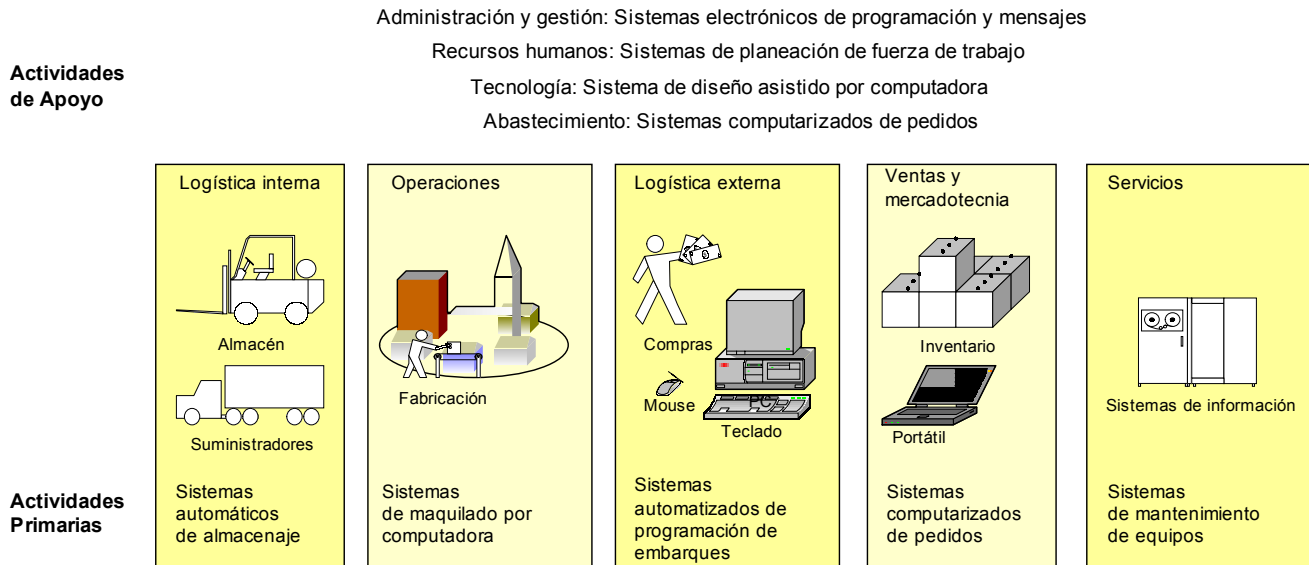 Administración y gestión: Sistemas electrónicos de programación y mensajes
Recursos humanos: Sistemas de planeación de fuerza de trabajo
Actividades
de Apoyo
Tecnología: Sistema de diseño asistido por computadora
Abastecimiento: Sistemas computarizados de pedidos
Logística interna
Almacén
Suministradores
Sistemas
automáticos
de almacenaje
Operaciones
Fabricación
Sistemas
de maquilado por
computadora
Logística externa
Compras
Mouse
PC
Teclado
Sistemas
automatizados de
programación de
embarques
Ventas y
mercadotecnia
Inventario
Portátil
Sistemas
computarizados
de pedidos
Servicios
Sistemas de información
Sistemas
de mantenimiento
de equipos
Actividades
Primarias